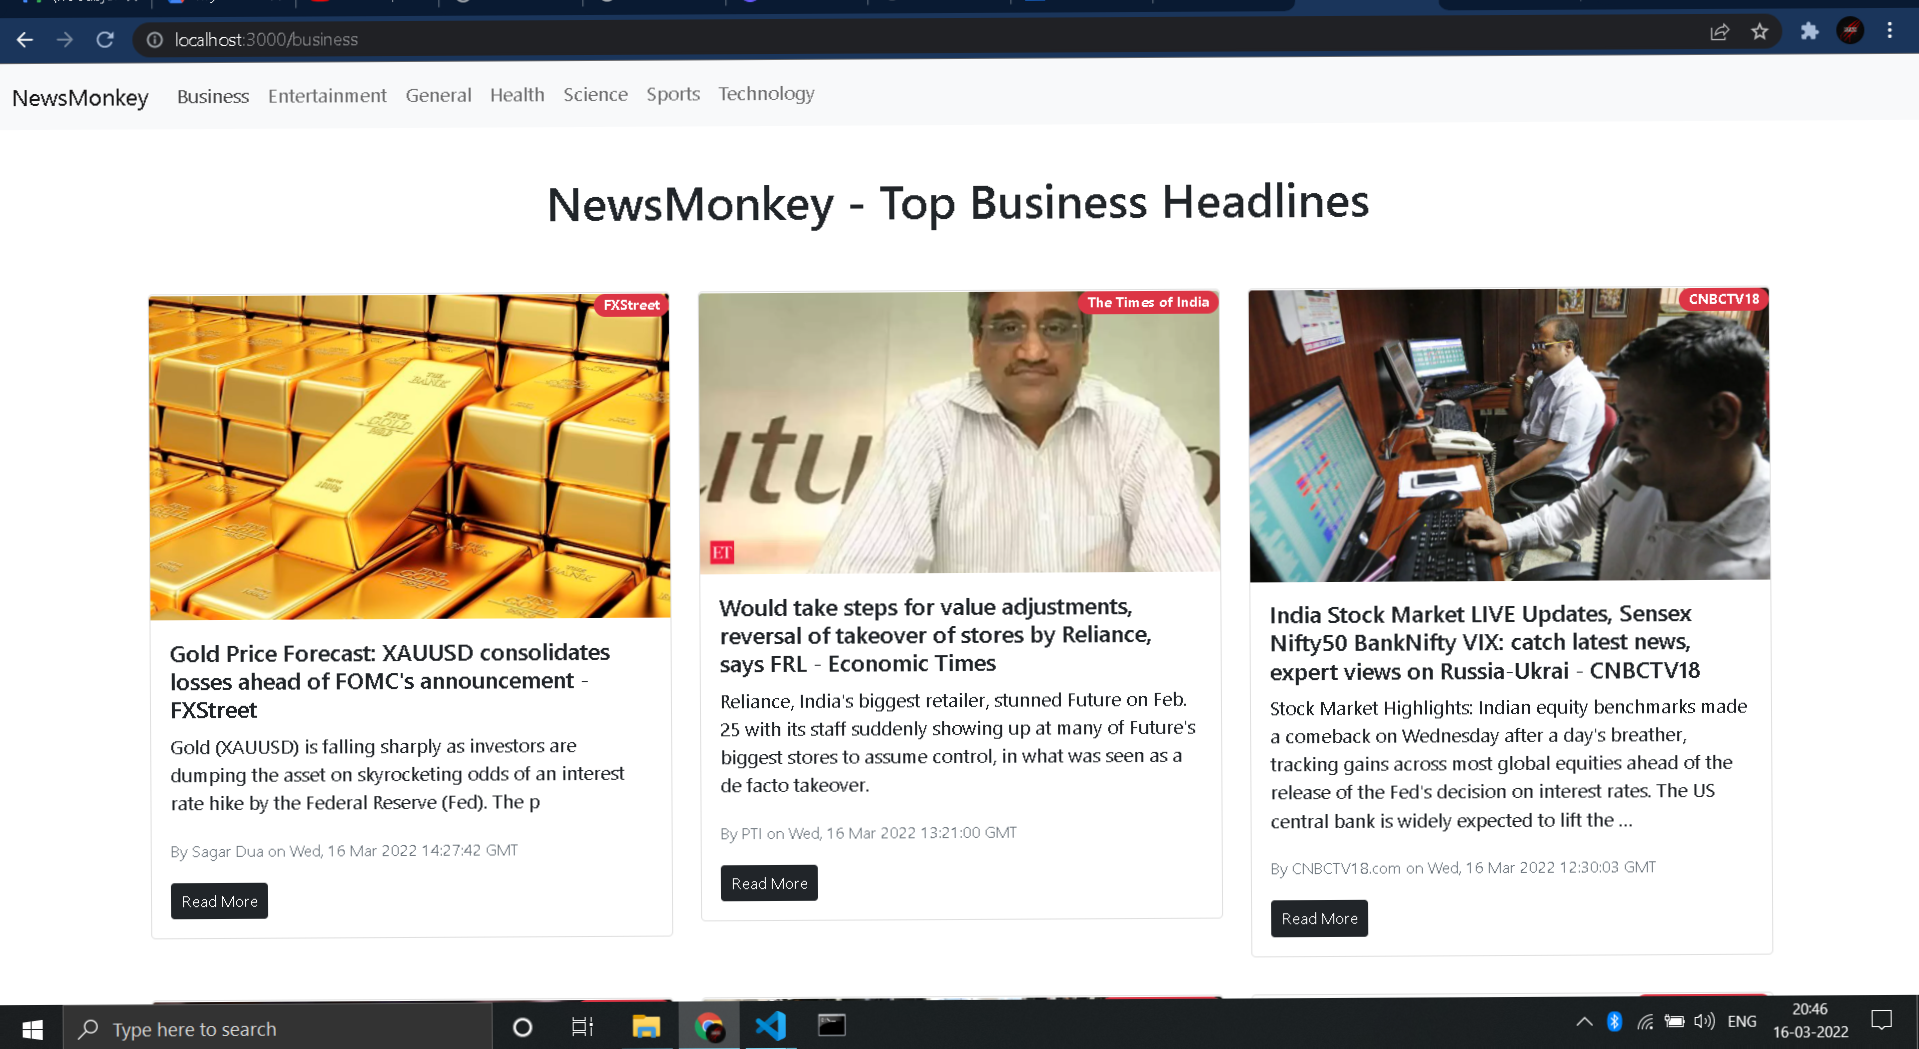 localhost:3000/business
NewsMonkey Business Entertainment General Health Science Sports Technology
NewsMonkey - Top Business Headlines
FXStreet
Gold Price Forecast: XAUUSD consolidates
losses ahead of FOMC's announcement -
FXStreet
Gold (XAUUSD) is falling sharply as investors are
dumping the asset on skyrocketing odds of an interest
rate hike by the Federal Reserve (Fed). The p
By Sagar Dua on Wed, 16 Mar 2022 14:27:42 GMT
Read More
The Times of India
utu
ET
Would take steps for value adjustments,
reversal of takeover of stores by Reliance,
says FRL - Economic Times
Reliance, India's biggest retailer, stunned Future on Feb.
25 with its staff suddenly showing up at many of Future's
biggest stores to assume control, in what was seen as a
de facto takeover.
By PTI on Wed, 16 Mar 2022 13:21:00 GMT
Read More
CNBCTV18
India Stock Market LIVE Updates, Sensex
Nifty50 BankNifty VIX: catch latest news,
expert views on Russia-Ukrai - CNBCTV18
Stock Market Highlights: Indian equity benchmarks made
a comeback on Wednesday after a day's breather,
tracking gains across most global equities ahead of the
release of the Fed's decision on interest rates. The US
central bank is widely expected to lift the ...
By CNBCTV18.com on Wed, 16 Mar 2022 12:30:03 GMT
Read More
Type here to search
ENG
20:46
16-03-2022